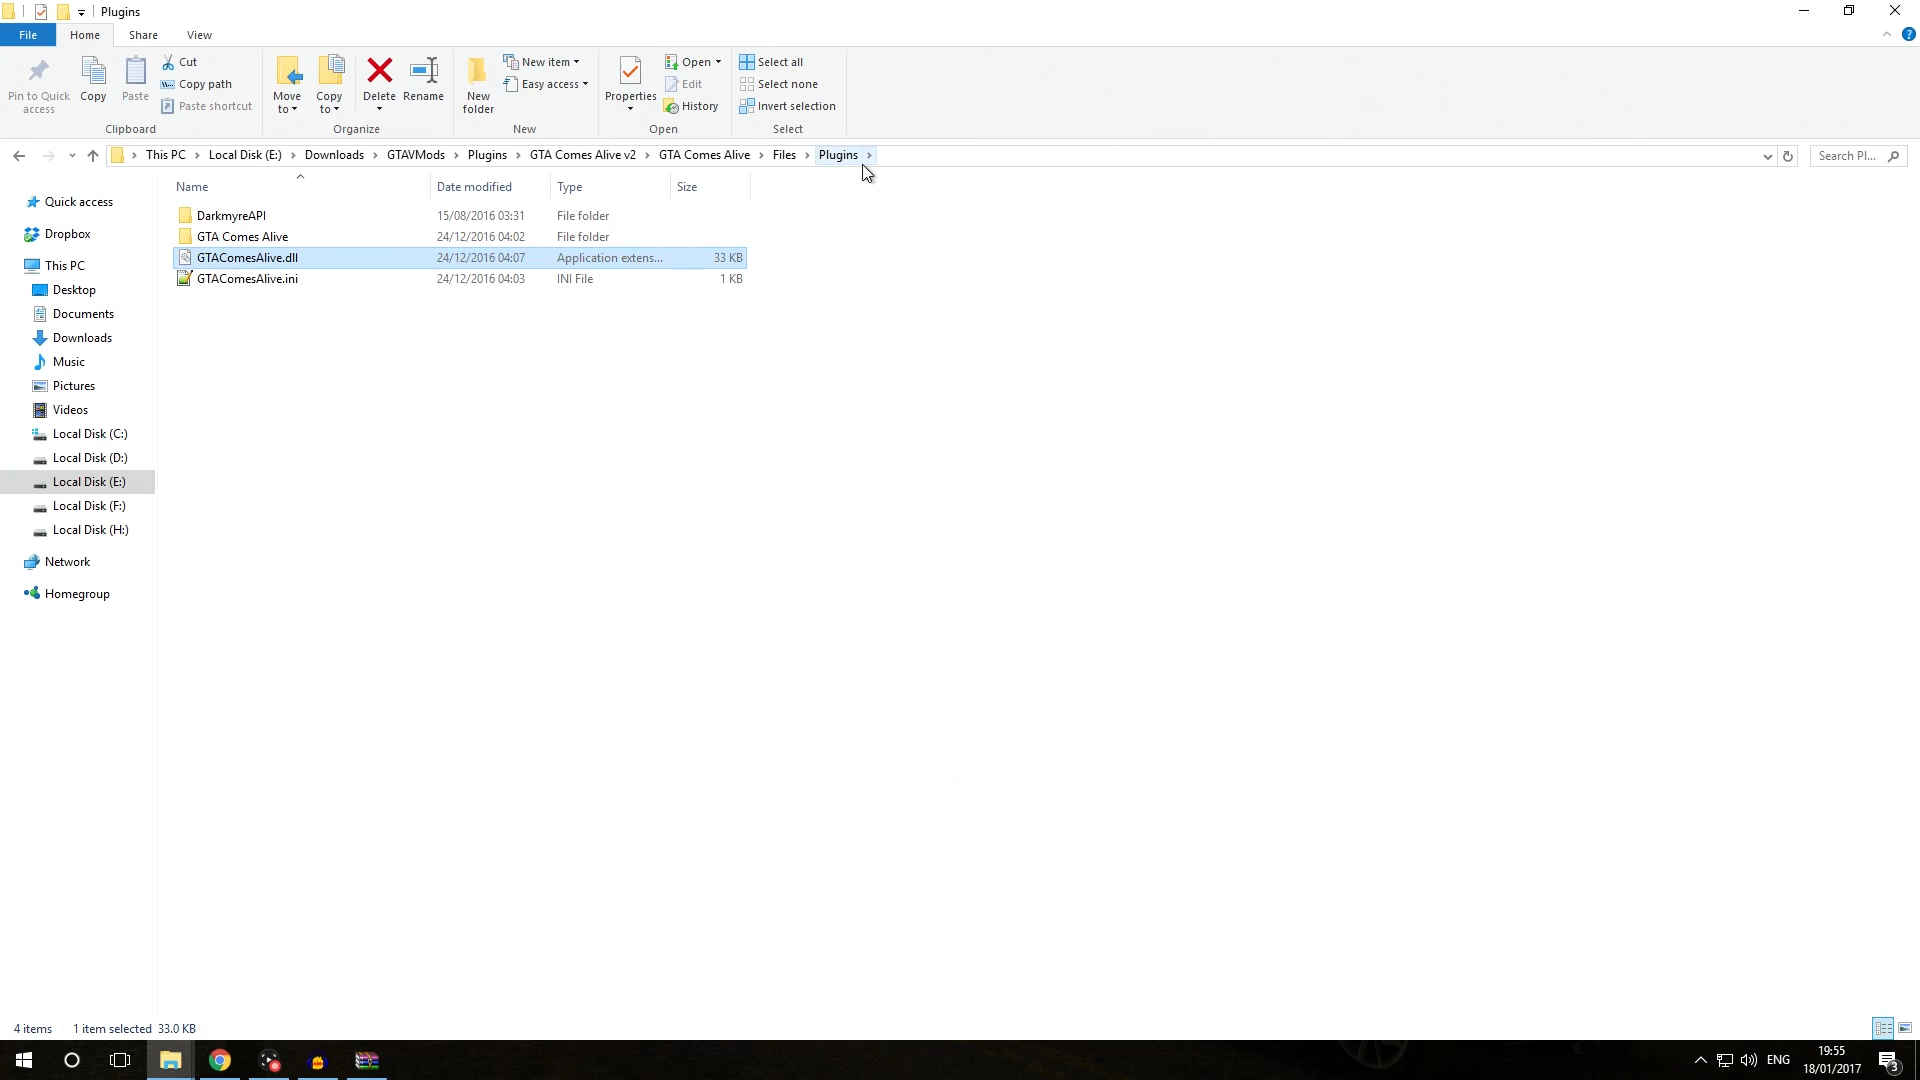 Plugins
File Home Share View
Pin to Quick access
Copy
Paste
Cut
Copy path
Paste shortcut
Clipboard
Move to
Copy to
Delete
Rename
Organize
New folder
New item
Easy access
New
Properties
Open
Edit
History
Open
Select all
Select none
Invert selection
Select
This PC Local Disk (E:) Downloads GTAVMods Plugins GTA Comes Alive v2 GTA Comes Alive Files Plugins
Search Pl...
Name Date modified Type Size
DarkmyreAPI 15/08/2016 03:31 File folder
GTA Comes Alive 24/12/2016 04:02 File folder
GTAComesAlive.dll 24/12/2016 04:07 Application extens... 33 KB
GTAComesAlive.ini 24/12/2016 04:03 INI File 1 KB
Quick access
Dropbox
This PC
Desktop
Documents
Downloads
Music
Pictures
Videos
Local Disk (C:)
Local Disk (D:)
Local Disk (E:)
Local Disk (F:)
Local Disk (H:)
Network
Homegroup
4 items 1 item selected 33.0 KB
ENG
19:55
18/01/2017
3